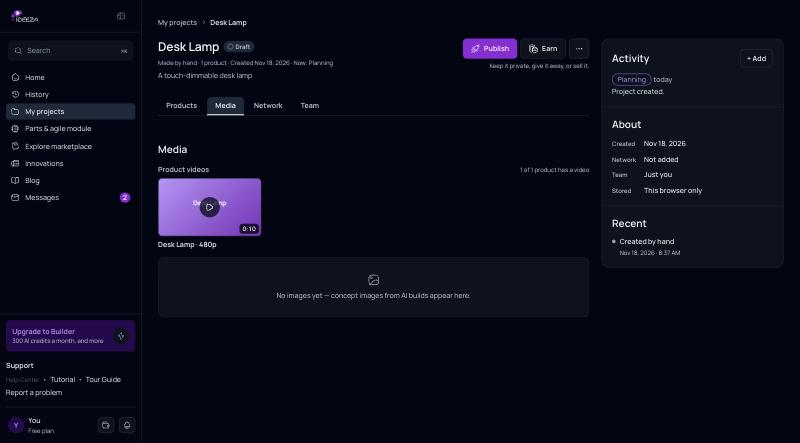 ideeza
Search
⌘K
Home
History
My projects
Parts & agile module
Explore marketplace
Innovations
Blog
Messages
2
Upgrade to Builder
300 AI credits a month, and more
Support
Help Center • Tutorial • Tour Guide
Report a problem
Y
You
Free plan
My projects > Desk Lamp
Desk Lamp
Draft
Made by hand · 1 product · Created Nov 18, 2026 · Now: Planning
A touch-dimmable desk lamp
Publish
Earn
Keep it private, give it away, or sell it.
Products
Media
Network
Team
Media
Product videos
1 of 1 product has a video
0:10
Desk Lamp · 480p
No images yet — concept images from AI builds appear here.
Activity
+ Add
Planning today
Project created.
About
Created Nov 18, 2026
Network Not added
Team Just you
Stored This browser only
Recent
Created by hand
Nov 18, 2026 · 8:37 AM